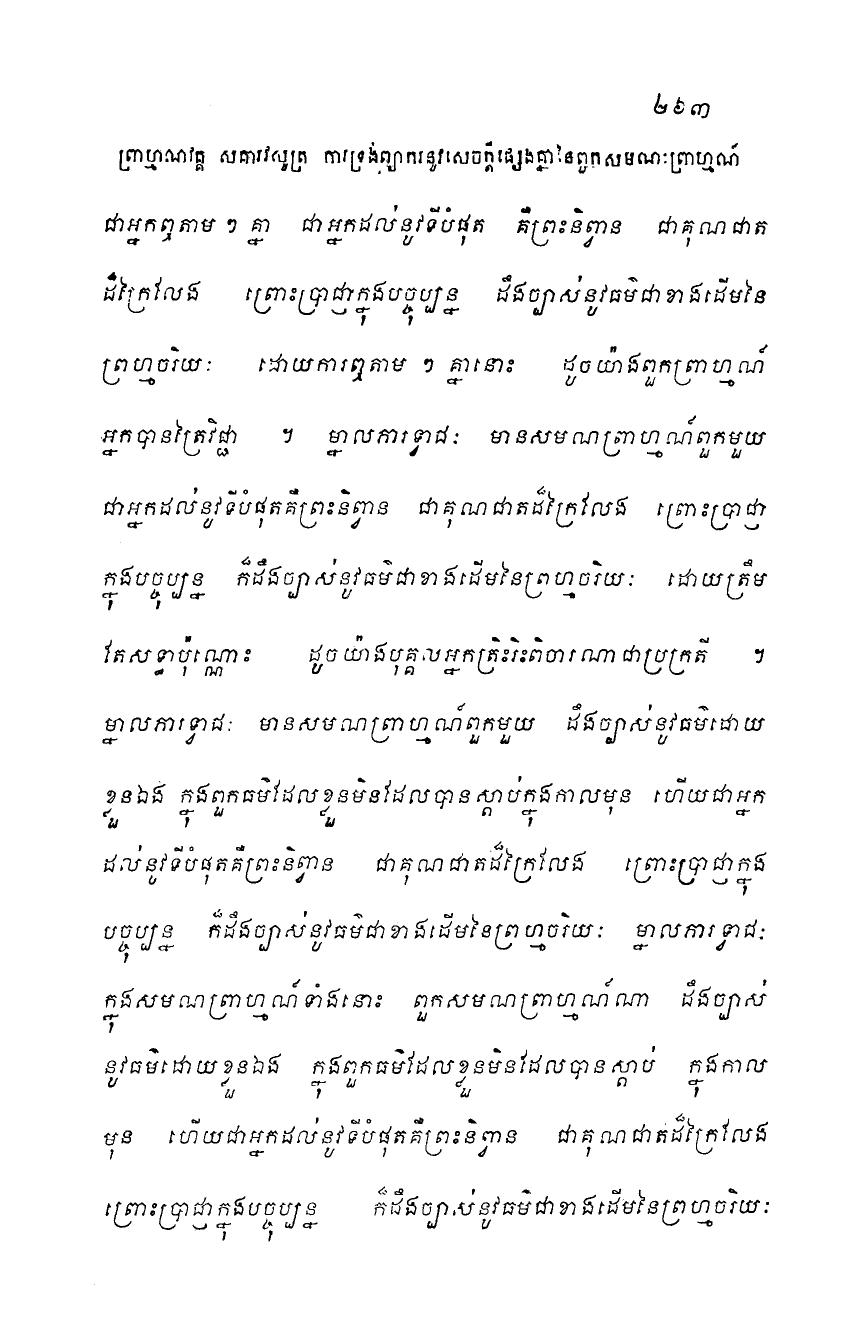 ២៦៣
ព្រាហ្មណវគ្គ សគារវសូត្រ ការទ្រង់ព្យាករនូវសេចក្តីផ្សេងគ្នានៃពួកសមណៈព្រាហ្មណ៍
ជាអ្នកឮតាម ៗ គ្នា ជាអ្នកដល់នូវទីបំផុត គឺព្រះនិព្វាន ជាគុណជាត
ដ៏ក្រៃលែង ព្រោះប្រាជ្ញាក្នុងបច្ចុប្បន្ន ដឹងច្បាស់នូវធម៌ជាខាងដើមនៃ
ព្រហ្មចរិយៈ ដោយការឮតាម ៗ គ្នានោះ ដូចយ៉ាងពួកព្រាហ្មណ៍
អ្នកបានត្រៃវិជ្ជា ។ ម្នាលភារទ្វាជៈ មានសមណព្រាហ្មណ៍ពួកមួយ
ជាអ្នកដល់នូវទីបំផុតគឺព្រះនិព្វាន ជាគុណជាតដ៏ក្រៃលែង ព្រោះប្រាជ្ញា
ក្នុងបច្ចុប្បន្ន ក៏ដឹងច្បាស់នូវធម៌ជាខាងដើមនៃព្រហ្មចរិយៈ ដោយត្រឹម
តែសទ្ធាប៉ុណ្ណោះ ដូចយ៉ាងបុគ្គលអ្នកត្រិះរិះពិចារណាជាប្រក្រតី ។
ម្នាលភារទ្វាជៈ មានសមណព្រាហ្មណ៍ពួកមួយ ដឹងច្បាស់នូវធម៌ដោយ
ខ្លួនឯង ក្នុងពួកធម៌ដែលខ្លួនមិនដែលបានស្តាប់ក្នុងកាលមុន ហើយជាអ្នក
ដល់នូវទីបំផុតគឺព្រះនិព្វាន ជាគុណជាតដ៏ក្រៃលែង ព្រោះប្រាជ្ញាក្នុង
បច្ចុប្បន្ន ក៏ដឹងច្បាស់នូវធម៌ជាខាងដើមនៃព្រហ្មចរិយៈ ម្នាលភារទ្វាជៈ
ក្នុងសមណព្រាហ្មណ៍ទាំងនោះ ពួកសមណព្រាហ្មណ៍ណា ដឹងច្បាស់
នូវធម៌ដោយខ្លួនឯង ក្នុងពួកធម៌ដែលខ្លួនមិនដែលបានស្តាប់ ក្នុងកាល
មុន ហើយជាអ្នកដល់នូវទីបំផុតគឺព្រះនិព្វាន ជាគុណជាតដ៏ក្រៃលែង
ព្រោះប្រាជ្ញាក្នុងបច្ចុប្បន្ន ក៏ដឹងច្បាស់នូវធម៌ជាខាងដើមនៃព្រហ្មចរិយៈ